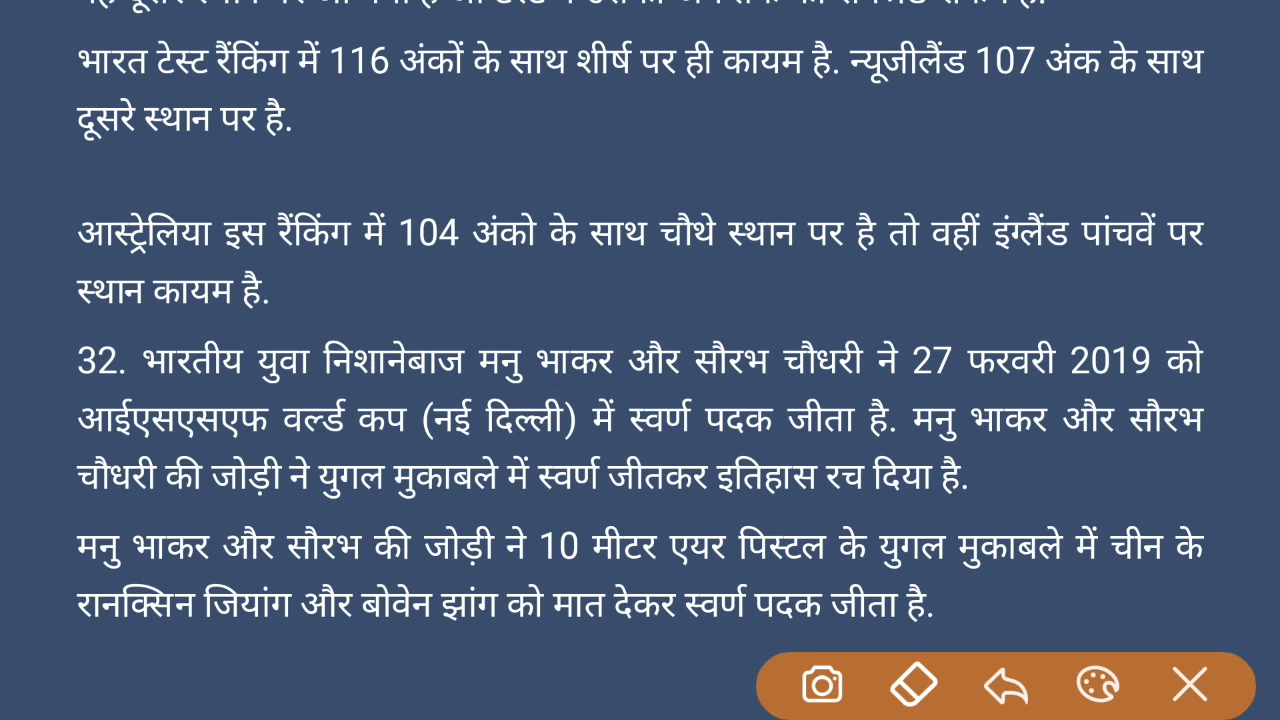 भारत टेस्ट रैंकिंग में 116 अंकों के साथ शीर्ष पर ही कायम है. न्यूजीलैंड 107 अंक के साथ
दूसरे स्थान पर है.
आस्ट्रेलिया इस रैंकिंग में 104 अंको के साथ चौथे स्थान पर है तो वहीं इंग्लैंड पांचवें पर
स्थान कायम है.
32. भारतीय युवा निशानेबाज मनु भाकर और सौरभ चौधरी ने 27 फरवरी 2019 को
आईएसएसएफ वर्ल्ड कप (नई दिल्ली) में स्वर्ण पदक जीता है. मनु भाकर और सौरभ
चौधरी की जोड़ी ने युगल मुकाबले में स्वर्ण जीतकर इतिहास रच दिया है.
मनु भाकर और सौरभ की जोड़ी ने 10 मीटर एयर पिस्टल के युगल मुकाबले में चीन के
रानक्सिन जियांग और बोवेन झांग को मात देकर स्वर्ण पदक जीता है.